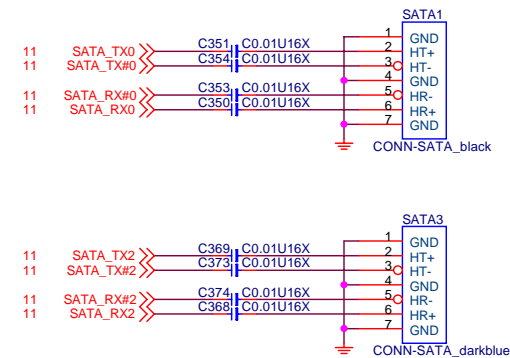 SATA1
1 GND
11 SATA_TX0 C351 C0.01U16X 2 HT+
11 SATA_TX#0 C354 C0.01U16X 3 HT-
4 GND
11 SATA_RX#0 C353 C0.01U16X 5 HR-
11 SATA_RX0 C350 C0.01U16X 6 HR+
7 GND
CONN-SATA_black
SATA3
1 GND
11 SATA_TX2 C369 C0.01U16X 2 HT+
11 SATA_TX#2 C373 C0.01U16X 3 HT-
4 GND
11 SATA_RX#2 C374 C0.01U16X 5 HR-
11 SATA_RX2 C368 C0.01U16X 6 HR+
7 GND
CONN-SATA_darkblue